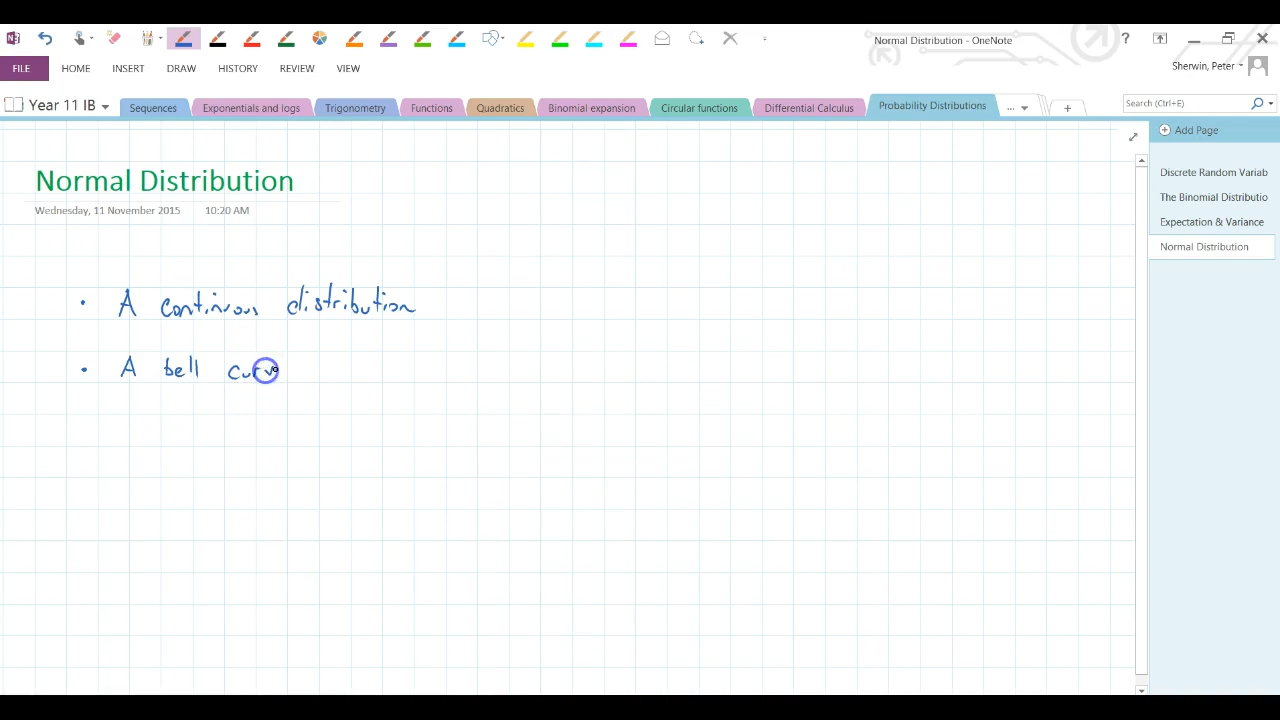 Normal Distribution - OneNote
?
Sherwin, Peter
FILE HOME INSERT DRAW HISTORY REVIEW VIEW
Year 11 IB
Sequences Exponentials and logs Trigonometry Functions Quadratics Binomial expansion Circular functions Differential Calculus Probability Distributions ... +
Search (Ctrl+E)
Add Page
Normal Distribution
Wednesday, 11 November 2015 10:20 AM
Discrete Random Variab
The Binomial Distributio
Expectation & Variance
Normal Distribution
• A continuous distribution
• A bell curv